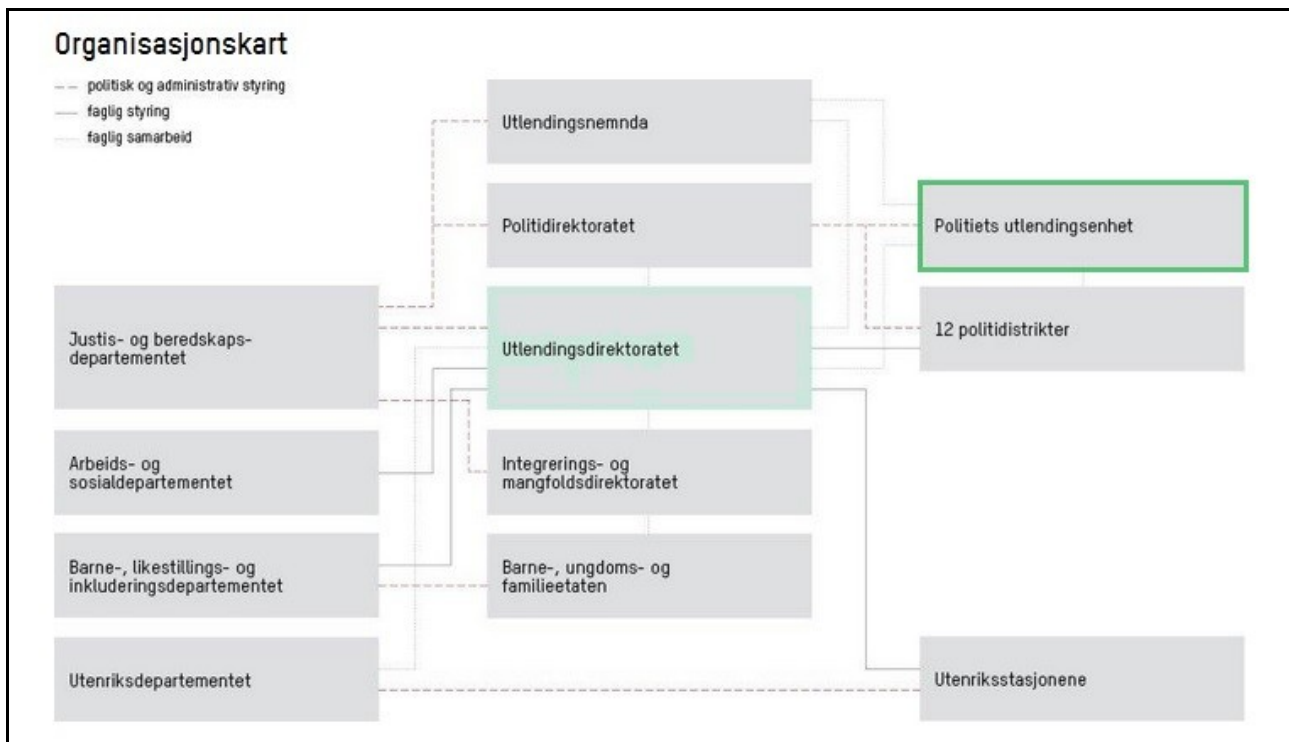 Organisasjonskart
politisk og administrativ styring
faglig styring
faglig samarbeid
Utlendingsnemnda
Politidirektoratet
Politiets utlendingsenhet
Justis- og beredskaps-
departementet
Utlendingsdirektoratet
12 politidistrikter
Arbeids- og
sosialdepartementet
Integrerings- og
mangfoldsdirektoratet
Barne-, likestillings- og
inkluderingsdepartementet
Barne-, ungdoms- og
familieetaten
Utenriksdepartementet
Utenriksstasjonene